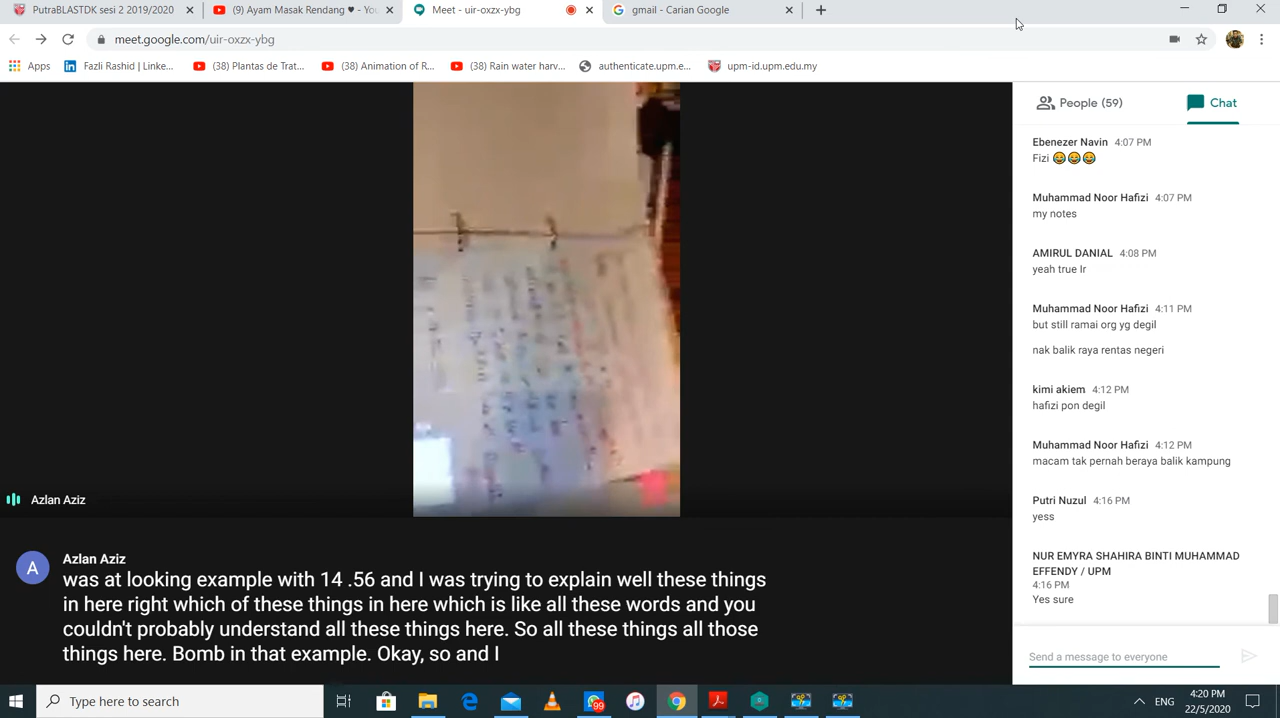 PutraBLASTDK sesi 2 2019/2020
(9) Ayam Masak Rendang ♥ - You
Meet - uir-oxzx-ybg
gmail - Carian Google
meet.google.com/uir-oxzx-ybg
Apps
Fazli Rashid | Linke...
(38) Plantas de Trat...
(38) Animation of R...
(38) Rain water harv...
authenticate.upm.e...
upm-id.upm.edu.my
People (59)
Chat
Ebenezer Navin 4:07 PM
Fizi 😂😂😂
Muhammad Noor Hafizi 4:07 PM
my notes
AMIRUL DANIAL 4:08 PM
yeah true Ir
Muhammad Noor Hafizi 4:11 PM
but still ramai org yg degil
nak balik raya rentas negeri
kimi akiem 4:12 PM
hafizi pon degil
Muhammad Noor Hafizi 4:12 PM
macam tak pernah beraya balik kampung
Putri Nuzul 4:16 PM
yess
NUR EMYRA SHAHIRA BINTI MUHAMMAD
EFFENDY / UPM
4:16 PM
Yes sure
Send a message to everyone
Azlan Aziz
A
Azlan Aziz
was at looking example with 14 .56 and I was trying to explain well these things
in here right which of these things in here which is like all these words and you
couldn't probably understand all these things here. So all these things all those
things here. Bomb in that example. Okay, so and I
Type here to search
99
ENG
4:20 PM
22/5/2020